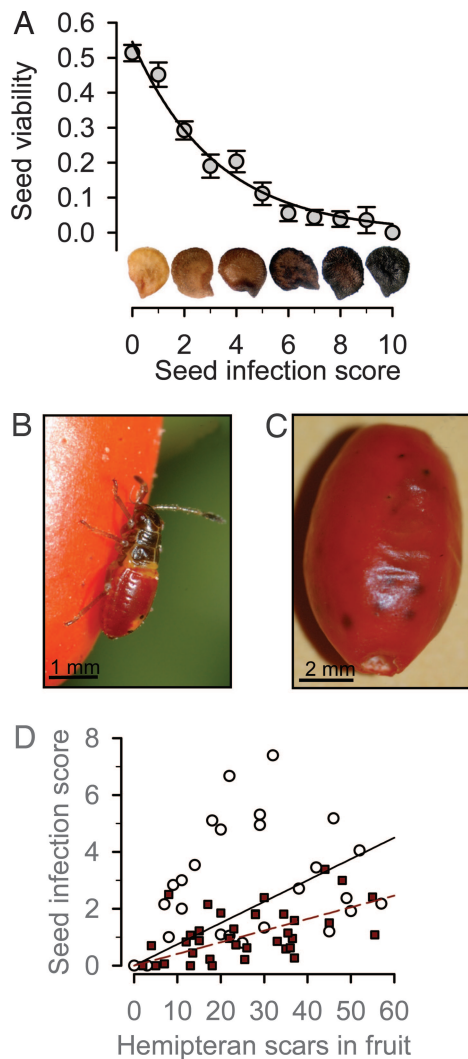 A
Seed viability
0.6
0.5
0.4
0.3
0.2
0.1
0.0
0 2 4 6 8 10
Seed infection score
B
1 mm
C
2 mm
D
Seed infection score
8
6
4
2
0
0 10 20 30 40 50 60
Hemipteran scars in fruit